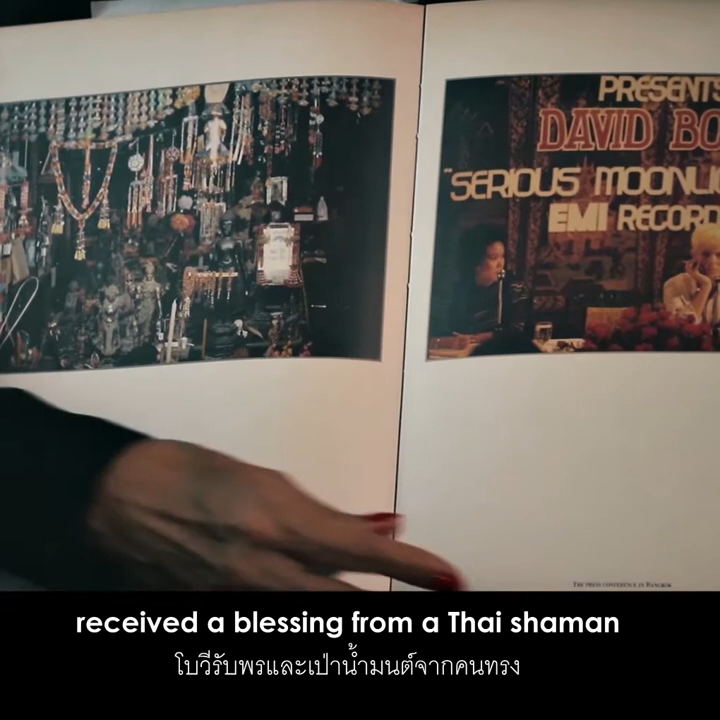 PRESENTS
DAVID BO
"SERIOUS MOONLIG
EMI RECORD
THE PRESS CONFERENCE IN BANGKOK
received a blessing from a Thai shaman
โบวีรับพรและเป่าน้ำมนต์จากคนทรง